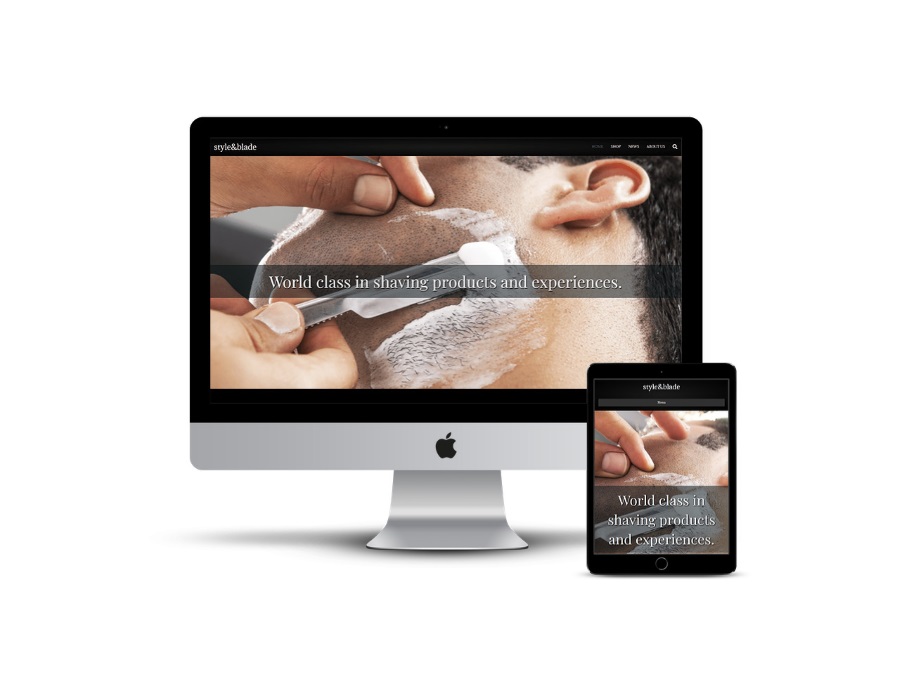 style&blade
HOME SHOP NEWS ABOUT US
World class in shaving products and experiences.
style&blade
Menu
World class in
shaving products
and experiences.